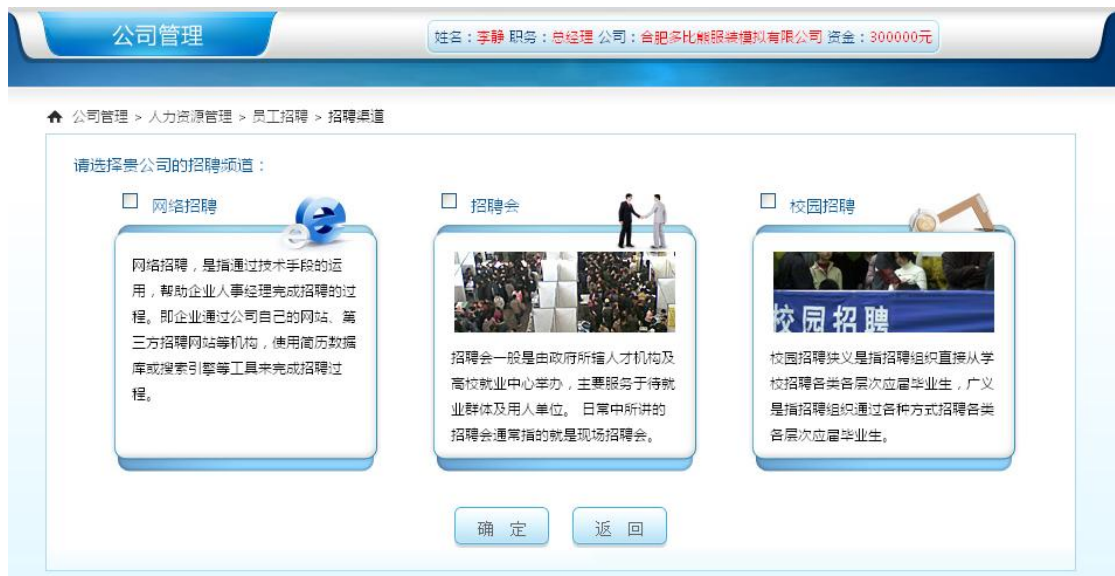 公司管理
姓名：李静 职务：总经理 公司：合肥多比熊服装模拟有限公司 资金：300000元
公司管理 > 人力资源管理 > 员工招聘 > 招聘渠道
请选择贵公司的招聘频道：
网络招聘
网络招聘，是指通过技术手段的运
用，帮助企业人事经理完成招聘的过
程。即企业通过公司自己的网站、第
三方招聘网站等机构，使用简历数据
库或搜索引擎等工具来完成招聘过
程。
招聘会
招聘会一般是由政府所辖人才机构及
高校就业中心举办，主要服务于待就
业群体及用人单位。 日常中所讲的
招聘会通常指的就是现场招聘会。
校园招聘
校园招聘
校园招聘狭义是指招聘组织直接从学
校招聘各类各层次应届毕业生，广义
是指招聘组织通过各种方式招聘各类
各层次应届毕业生。
确 定
返 回